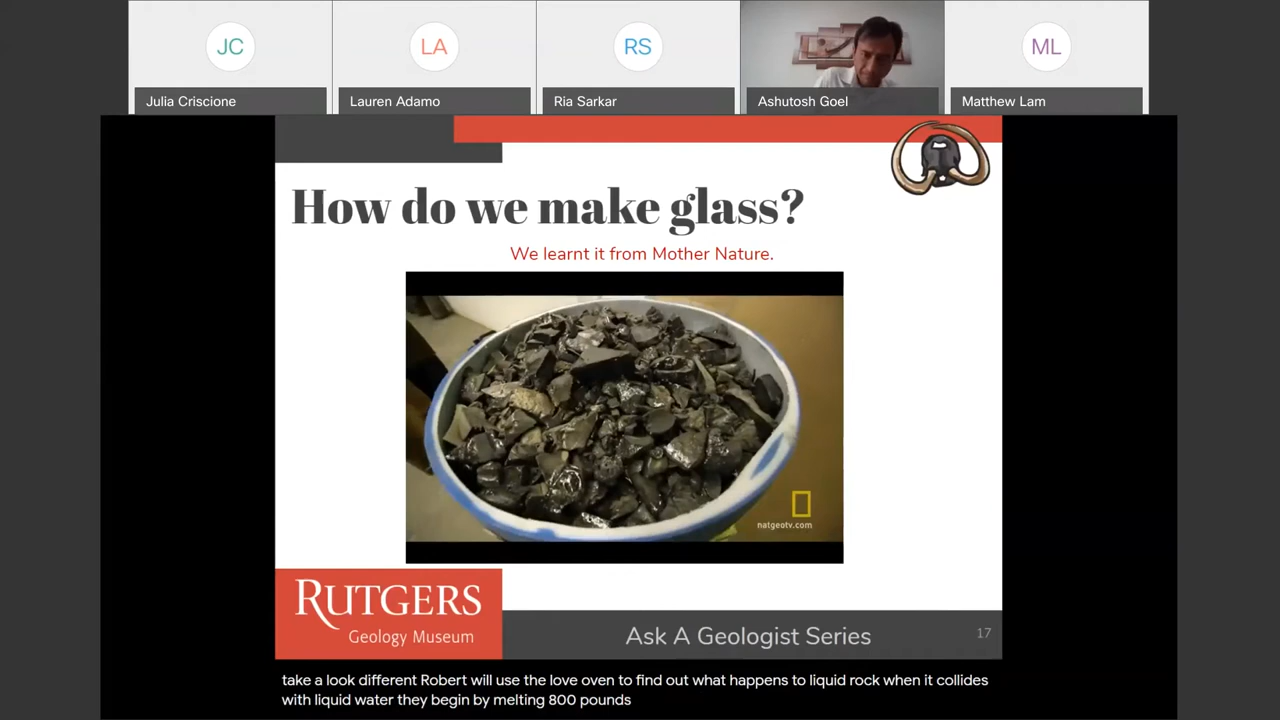 JC
LA
RS
ML
Julia Criscione
Lauren Adamo
Ria Sarkar
Ashutosh Goel
Matthew Lam
How do we make glass?
We learnt it from Mother Nature.
natgeotv.com
RUTGERS
Geology Museum
Ask A Geologist Series
17
take a look different Robert will use the love oven to find out what happens to liquid rock when it collides
with liquid water they begin by melting 800 pounds